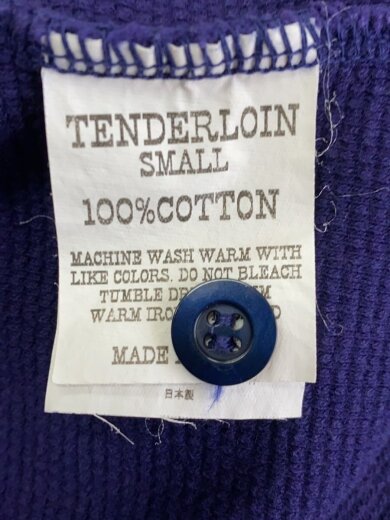 TENDERLOIN
SMALL
100%COTTON
MACHINE WASH WARM WITH
LIKE COLORS. DO NOT BLEACH
TUMBLE
WARM
MADE
日本製